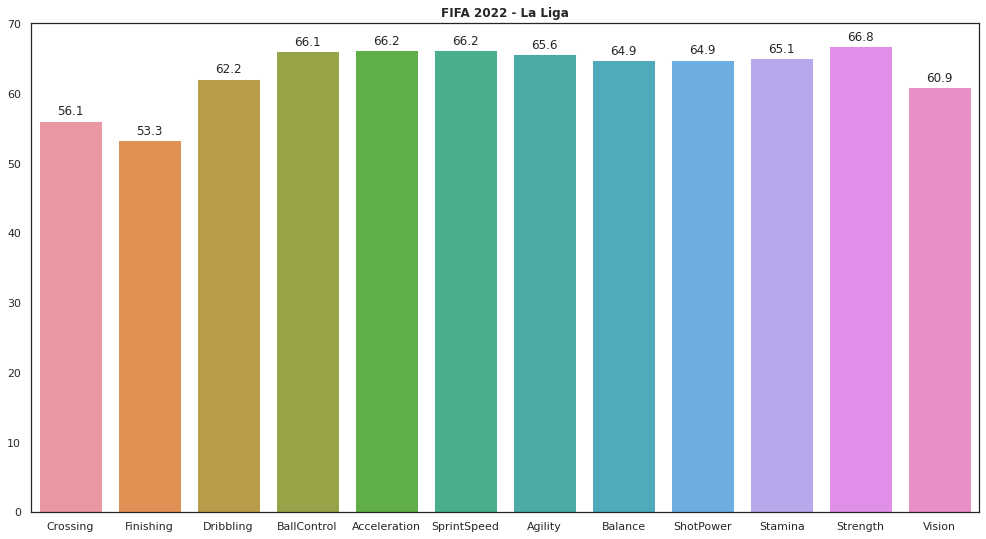 FIFA 2022 - La Liga
70
60
50
40
30
20
10
0
56.1
53.3
62.2
66.1
66.2
66.2
65.6
64.9
64.9
65.1
66.8
60.9
Crossing
Finishing
Dribbling
BallControl
Acceleration
SprintSpeed
Agility
Balance
ShotPower
Stamina
Strength
Vision